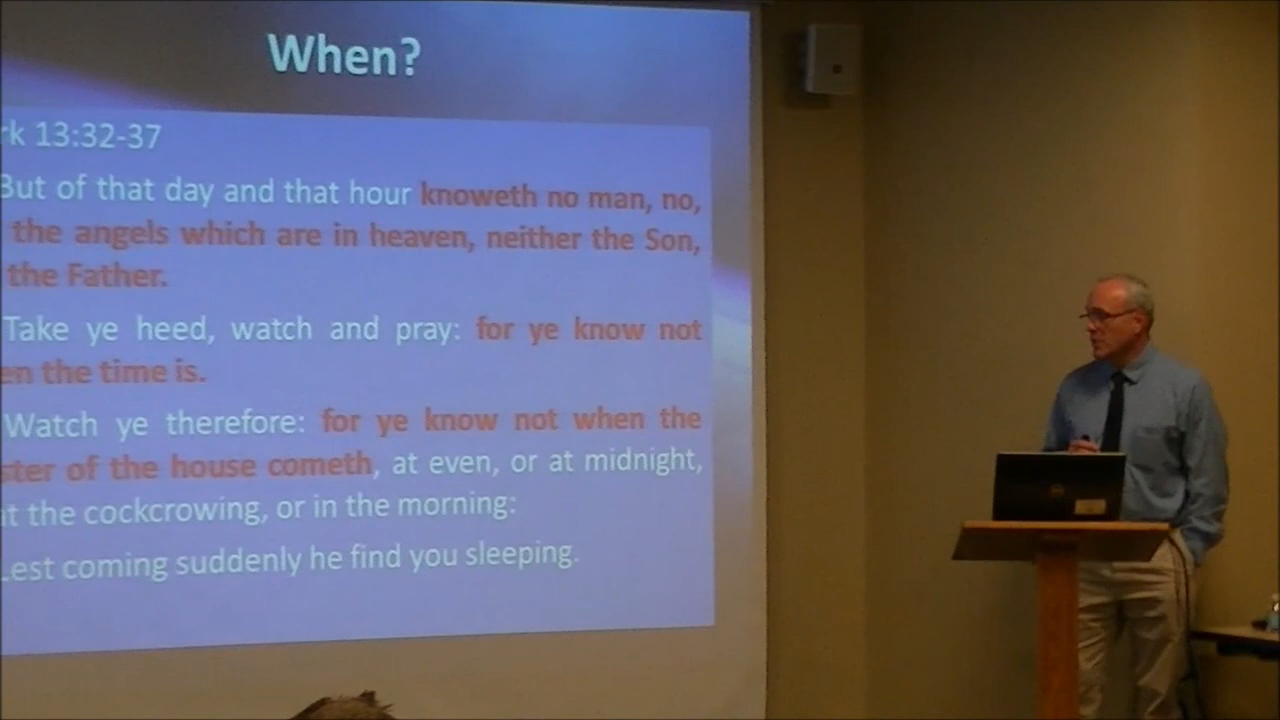 When?
rk 13:32-37
But of that day and that hour knoweth no man, no,
the angels which are in heaven, neither the Son,
the Father.
Take ye heed, watch and pray: for ye know not
en the time is.
Watch ye therefore: for ye know not when the
ster of the house cometh, at even, or at midnight,
at the cockcrowing, or in the morning:
Lest coming suddenly he find you sleeping.